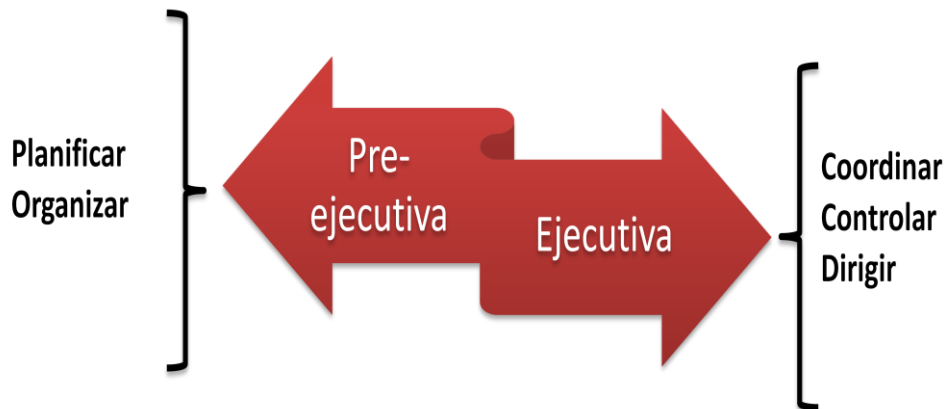 Planificar
Organizar
Pre-
ejecutiva
Ejecutiva
Coordinar
Controlar
Dirigir